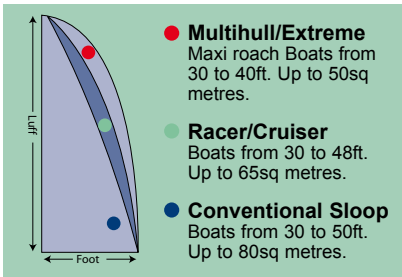 Multihull/Extreme
Maxi roach Boats from
30 to 40ft. Up to 50sq
metres.
Luff
Racer/Cruiser
Boats from 30 to 48ft.
Up to 65sq metres.
Conventional Sloop
Boats from 30 to 50ft.
Up to 80sq metres.
Foot